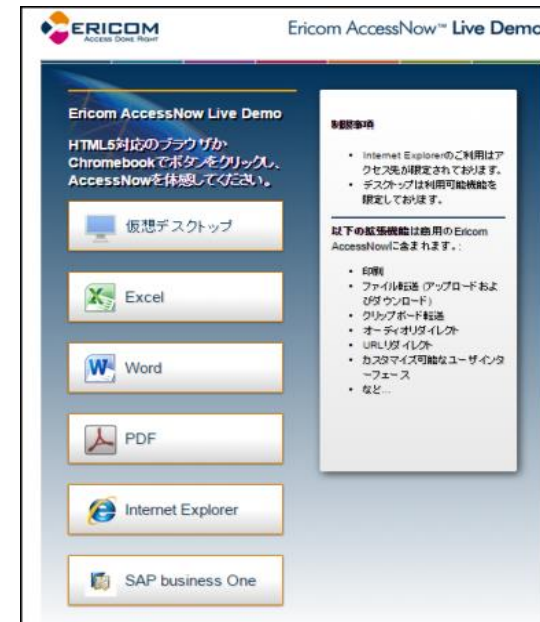 ERICOM
Access Done Right
Ericom AccessNow™ Live Demo
Ericom AccessNow Live Demo
HTML5対応のブラウザか
Chromebookでボタンをクリックし、
AccessNowを体感してください。
仮想デスクトップ
Excel
Word
PDF
Internet Explorer
SAP business One
制限事項
• Internet Explorerのご利用はア
クセス先が限定されております。
• デスクトップは利用可能機能を
限定しております。
以下の拡張機能は商用のEricom
AccessNowに含まれます。:
• 印刷
• ファイル転送 (アップロードおよ
びダウンロード)
• クリップボード転送
• オーディオリダイレクト
• URLリダイレクト
• カスタマイズ可能なユーザインタ
ーフェース
• など...